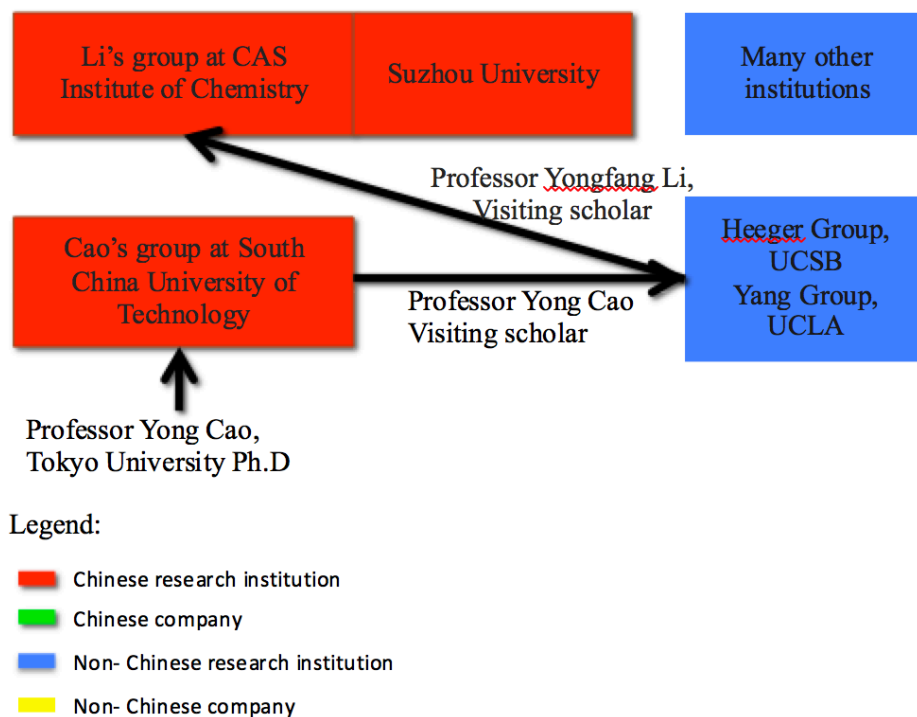 Li's group at CAS
Institute of Chemistry
Suzhou University
Many other
institutions
Professor Yongfang Li,
Visiting scholar
Cao's group at South
China University of
Technology
Heeger Group,
UCSB
Yang Group,
UCLA
Professor Yong Cao
Visiting scholar
Professor Yong Cao,
Tokyo University Ph.D
Legend:
Chinese research institution
Chinese company
Non- Chinese research institution
Non- Chinese company